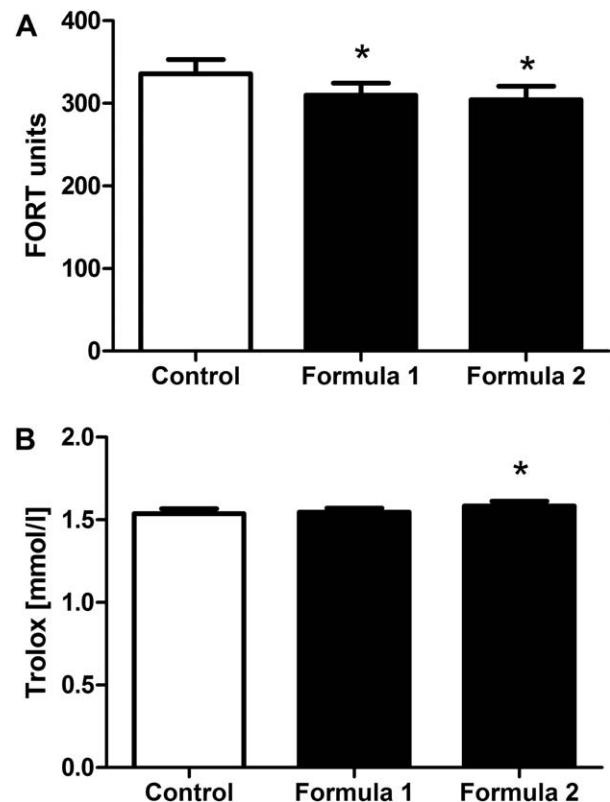 A
FORT units
400
300
200
100
0
*
*
Control Formula 1 Formula 2
B
Trolox [mmol/l]
2.0
1.5
1.0
0.5
0.0
*
Control Formula 1 Formula 2